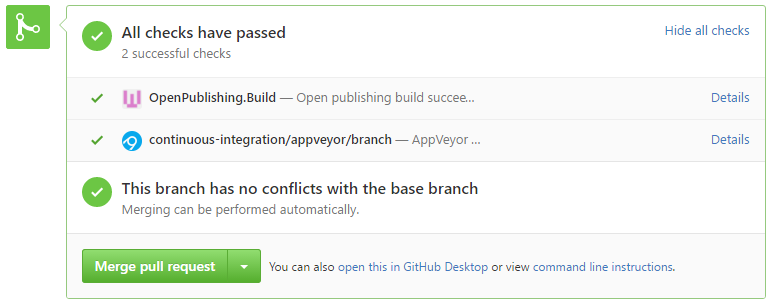 All checks have passed
Hide all checks
2 successful checks
OpenPublishing.Build — Open publishing build succee...
Details
continuous-integration/appveyor/branch — AppVeyor ...
Details
This branch has no conflicts with the base branch
Merging can be performed automatically.
Merge pull request
You can also open this in GitHub Desktop or view command line instructions.